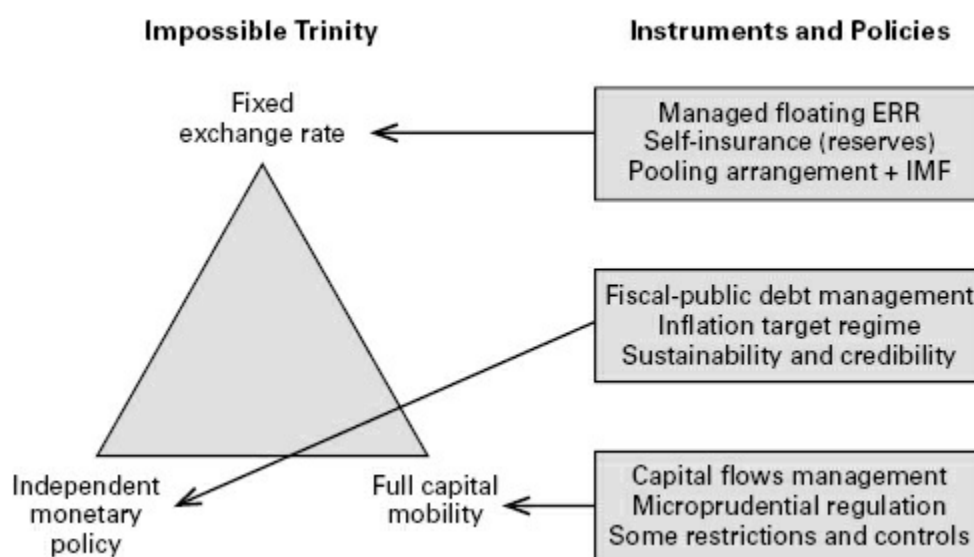 Impossible Trinity
Instruments and Policies
Fixed
exchange rate
Managed floating ERR
Self-insurance (reserves)
Pooling arrangement + IMF
Fiscal-public debt management
Inflation target regime
Sustainability and credibility
Independent
monetary
policy
Full capital
mobility
Capital flows management
Microprudential regulation
Some restrictions and controls